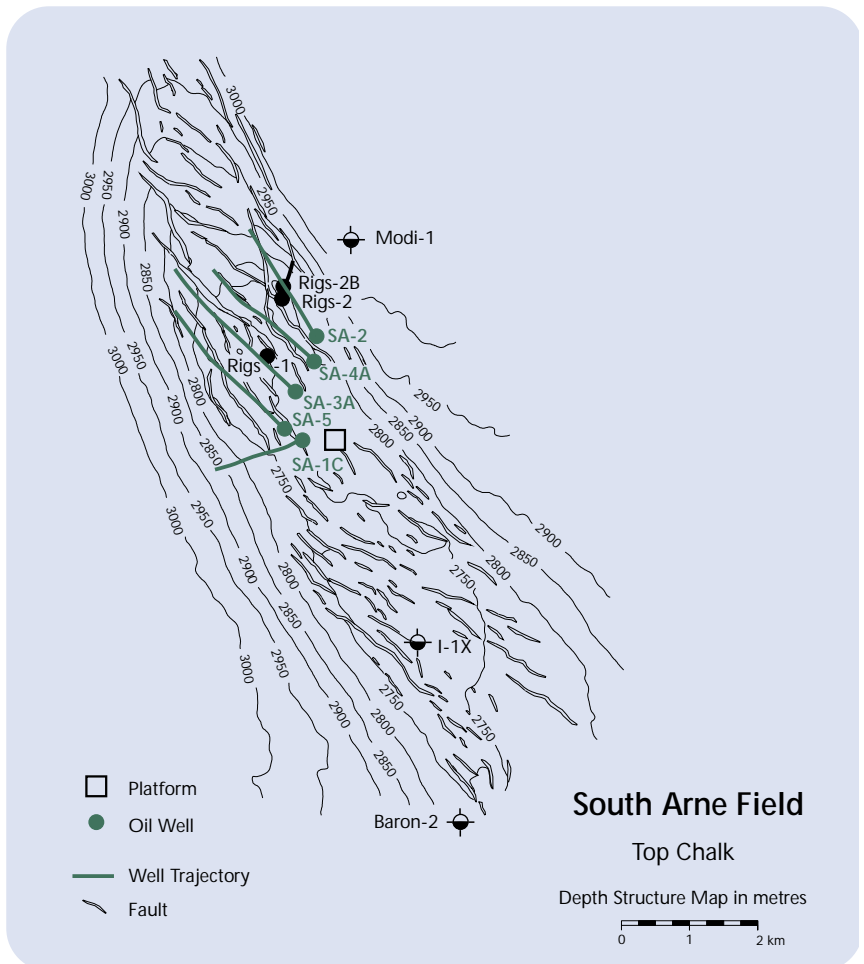 3000
2950
3000
2950
2900
2850
Modi-1
Rigs-2B
Rigs-2
SA-2
Rigs -1
SA-4A
SA-3A
SA-5
SA-1C
3000
2950
2900
2850
2800
2950
2900
2850
2800
2750
3000
2950
2900
2850
2800
2900
2850
2800
2750
I-1X
3000
2950
2900
2850
2800
2750
2750
Baron-2
Platform
Oil Well
Well Trajectory
Fault
South Arne Field
Top Chalk
Depth Structure Map in metres
0 1 2 km